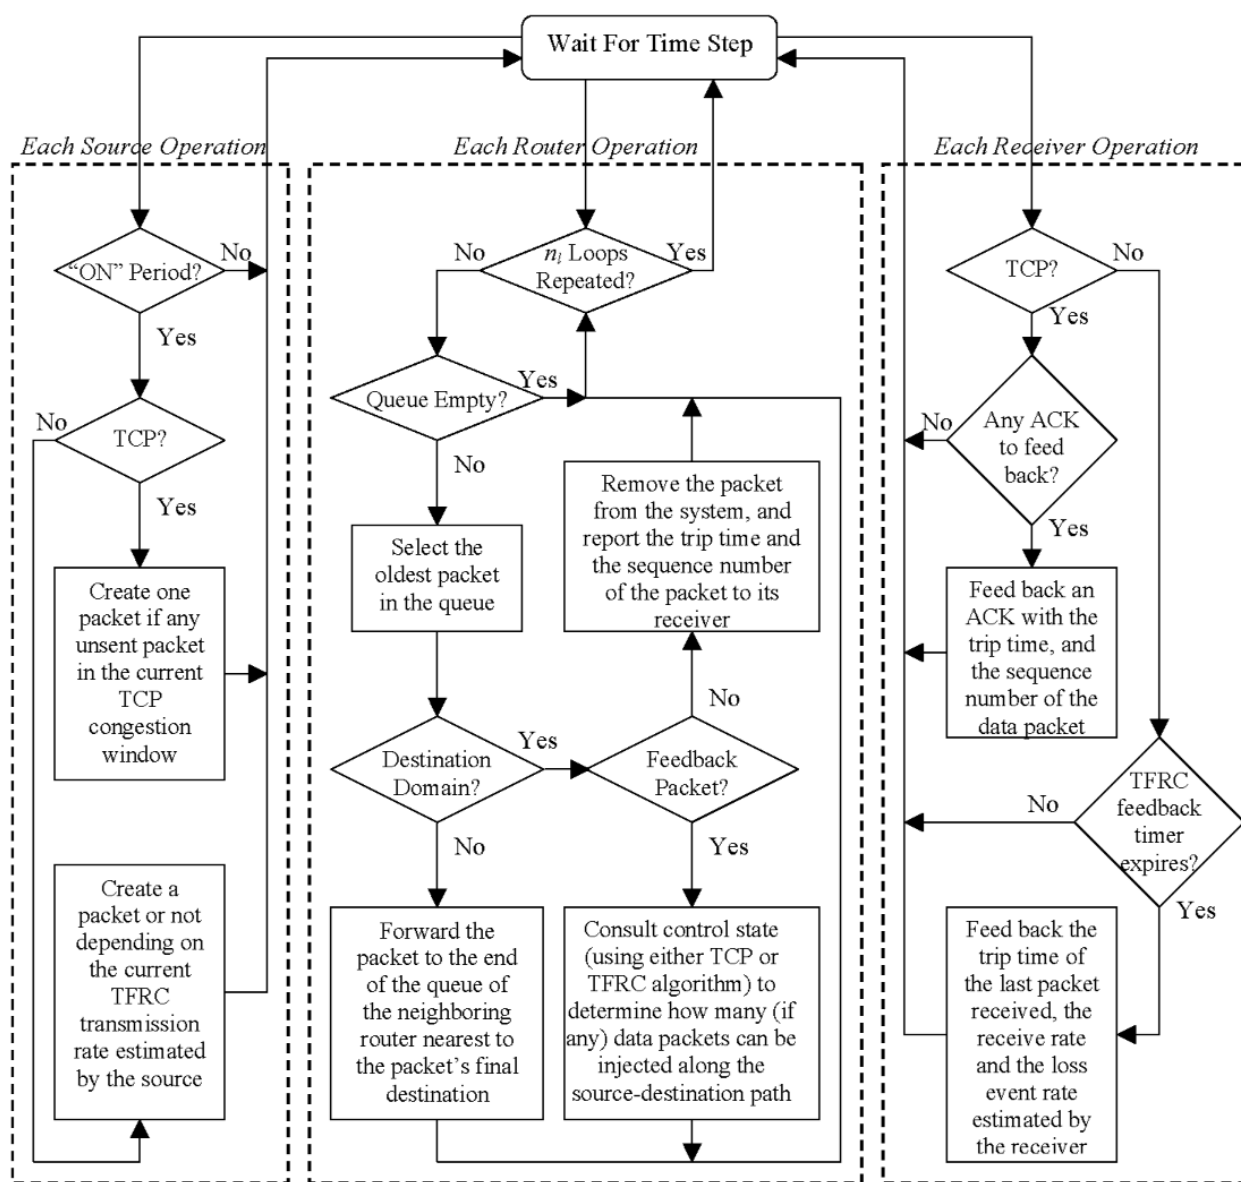 Wait For Time Step
Each Source Operation
Each Router Operation
Each Receiver Operation
“ON” Period?
No
Yes
TCP?
No
Yes
Create one
packet if any
unsent packet
in the current
TCP
congestion
window
Create a
packet or not
depending on
the current
TFRC
transmission
rate estimated
by the source
n_l Loops
Repeated?
No
Yes
Queue Empty?
Yes
No
Select the
oldest packet
in the queue
Remove the packet
from the system, and
report the trip time and
the sequence number
of the packet to its
receiver
Destination
Domain?
Yes
No
Feedback
Packet?
No
Yes
Forward the
packet to the end
of the queue of
the neighboring
router nearest to
the packet’s final
destination
Consult control state
(using either TCP or
TFRC algorithm) to
determine how many (if
any) data packets can be
injected along the
source-destination path
TCP?
No
Yes
Any ACK
to feed
back?
No
Yes
Feed back an
ACK with the
trip time, and
the sequence
number of the
data packet
TFRC
feedback
timer
expires?
No
Yes
Feed back the
trip time of
the last packet
received, the
receive rate
and the loss
event rate
estimated by
the receiver